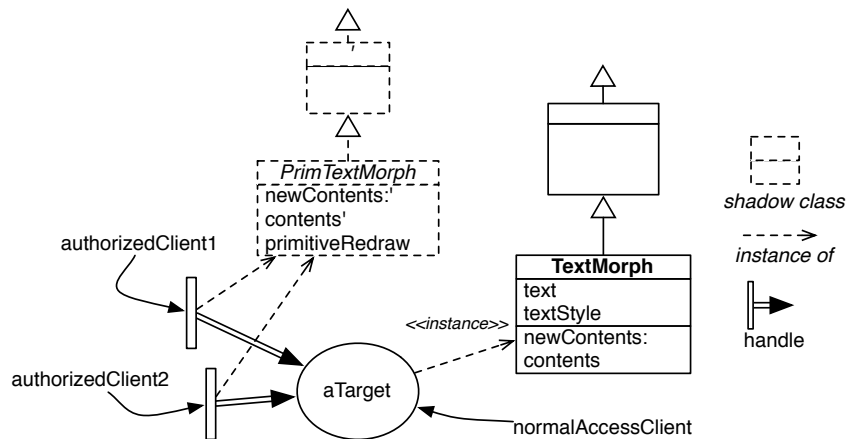 '
PrimTextMorph
newContents:'
contents'
primitiveRedraw
authorizedClient1
shadow class
instance of
TextMorph
text
textStyle
<<instance>>
newContents:
contents
handle
authorizedClient2
aTarget
normalAccessClient